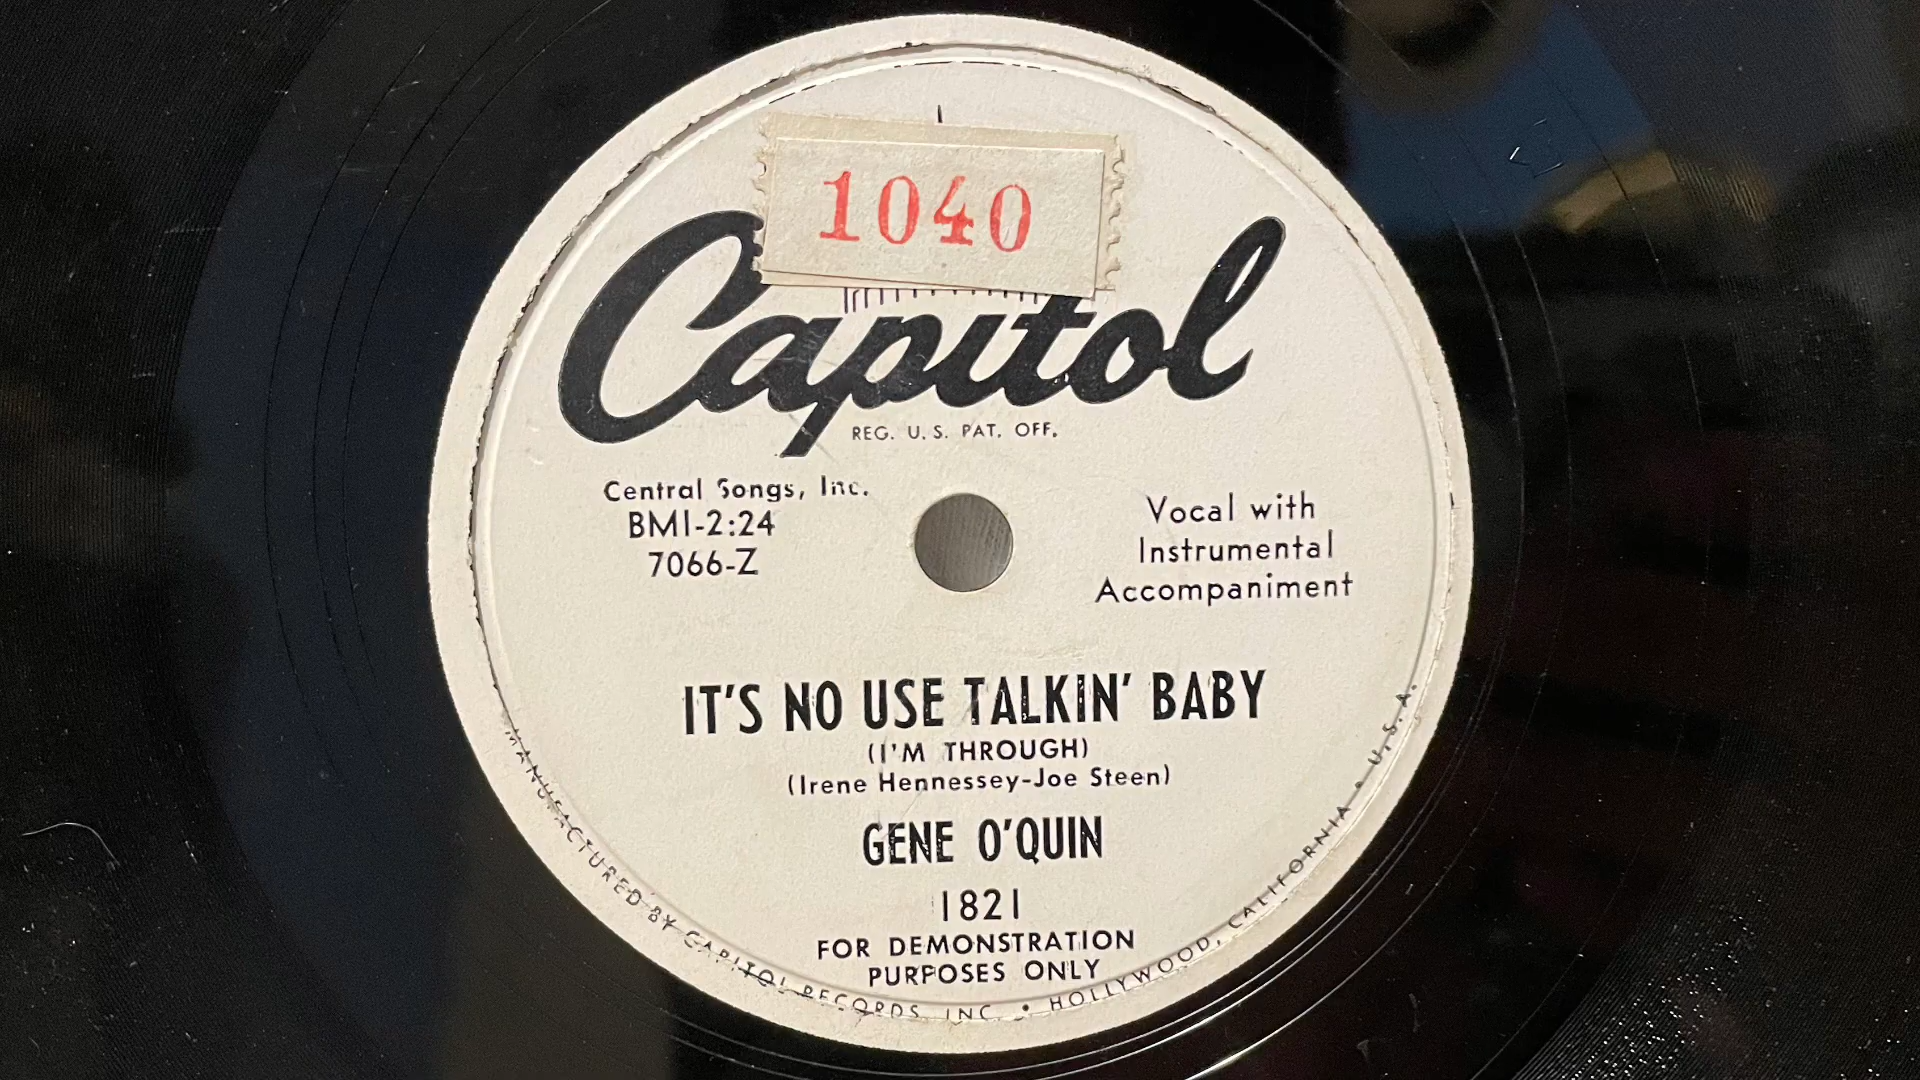 1040
Capitol
REG. U.S. PAT. OFF.
Central Songs, Inc.
BMI-2:24
7066-Z
Vocal with
Instrumental
Accompaniment
IT'S NO USE TALKIN' BABY
(I'M THROUGH)
(Irene Hennessey-Joe Steen)
GENE O'QUIN
1821
FOR DEMONSTRATION
PURPOSES ONLY
MANUFACTURED BY CAPITOL RECORDS, INC. • HOLLYWOOD, CALIFORNIA • U.S.A.